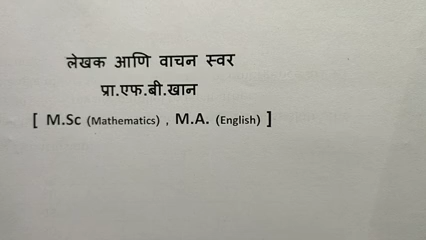 लेखक आणि वाचन स्वर
प्रा.एफ.बी.खान
[ M.Sc (Mathematics) , M.A. (English) ]